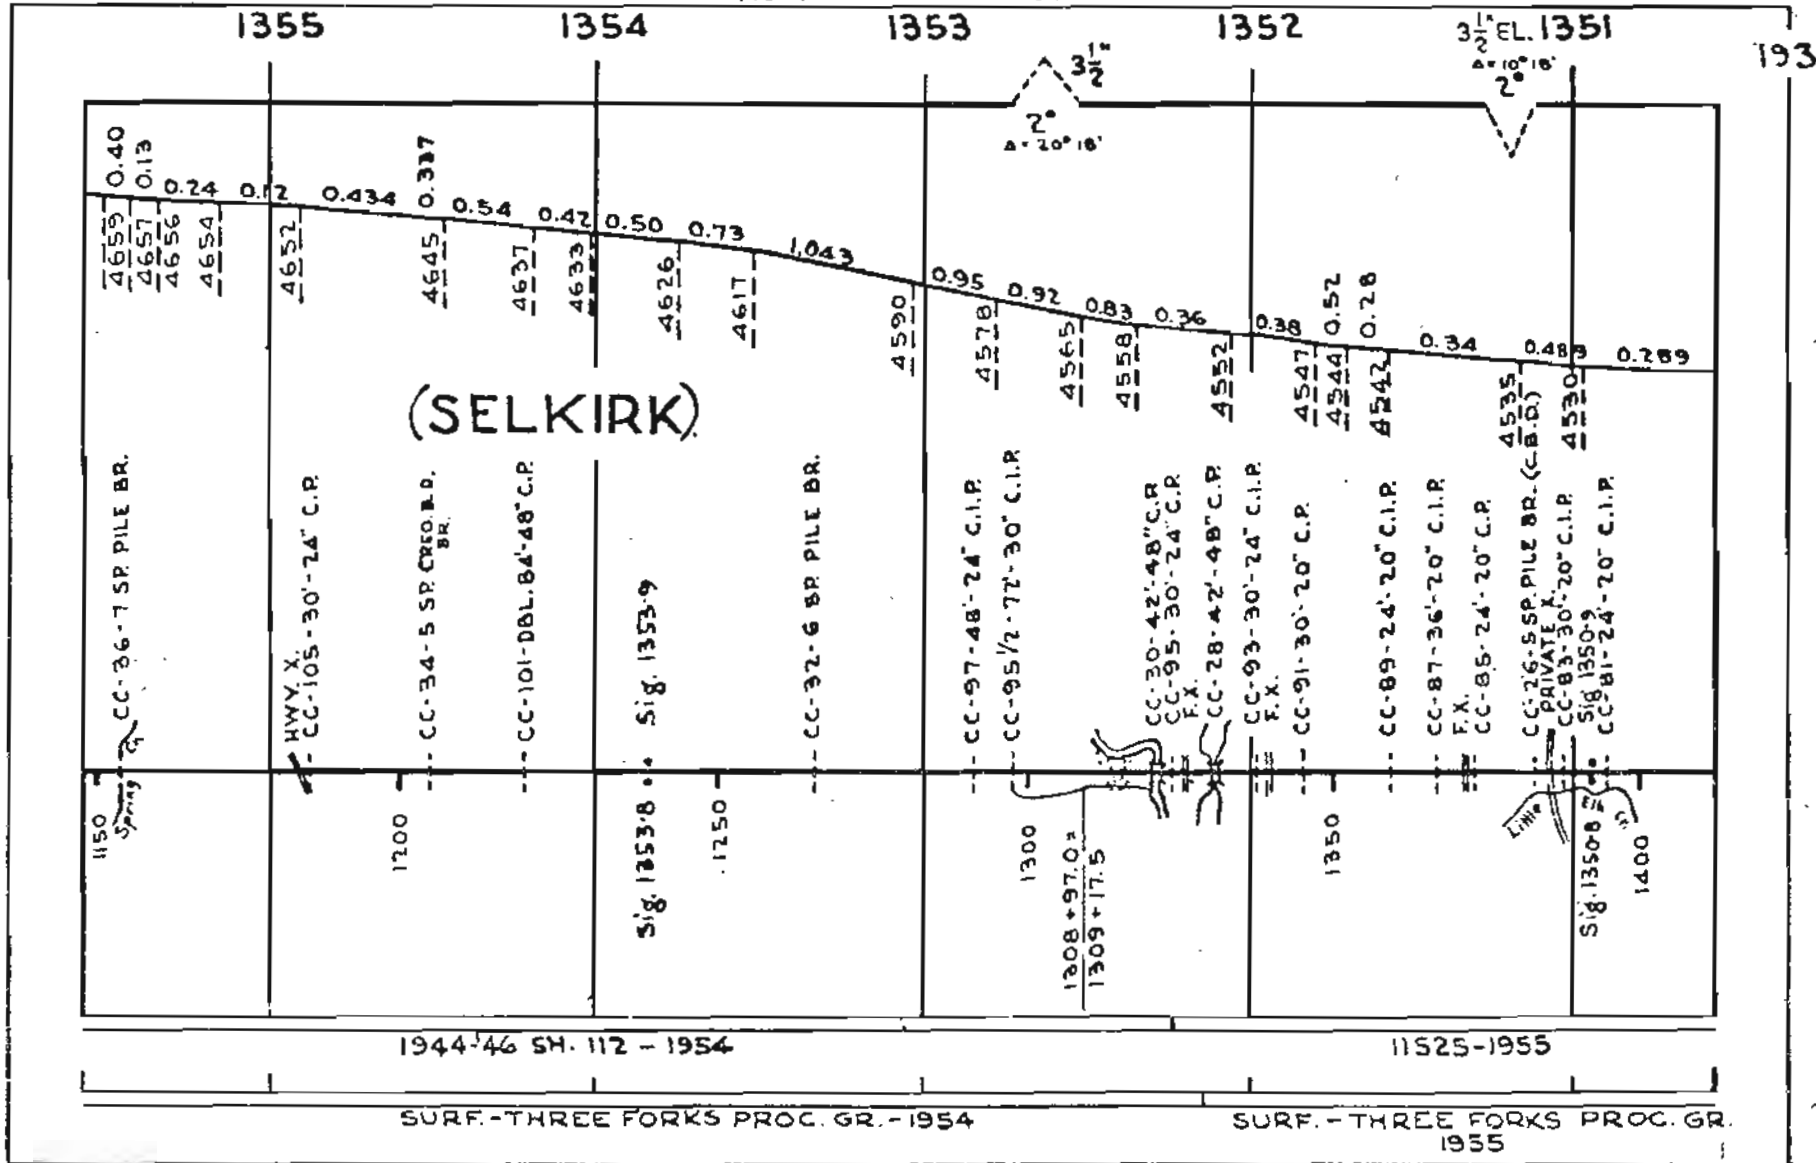 1355 1354 1353 1352 3½" EL. 1351
193
3½"
2°
Δ = 20° 18'
Δ = 10° 18'
2°
0.40 0.13 0.24 0.12 0.434 0.337 0.54 0.42 0.50 0.73 1.043 0.95 0.92 0.83 0.36 0.38 0.52 0.28 0.34 0.489 0.289
4659 4657 4656 4654 4652 4645 4637 4633 4626 4617 4590 4578 4565 4558 4552 4547 4544 4542 4535 4530
(SELKIRK)
CC-36-7 SP. PILE BR.
HWY. X.
CC-105-30'-24" C.P.
CC-34-5 SP. CREO. B.D. BR.
CC-101-DBL. 84'-48" C.P.
Sig. 1353.9
CC-32-6 SP. PILE BR.
CC-97-48'-24" C.I.P.
CC-95½-72'-30" C.I.P.
CC-30-42'-48" C.P.
CC-95-30'-24" C.P.
F.X.
CC-28-42'-48" C.P.
CC-93-30'-24" C.I.P.
F.X.
CC-91-30'-20" C.P.
CC-89-24'-20" C.I.P.
CC-87-36'-20" C.I.P.
F.X.
CC-85-24'-20" C.P.
CC-26-5 SP. PILE BR. (C.B.D.)
PRIVATE X.
CC-83-30'-20" C.I.P.
Sig 1350.9
CC-81-24'-20" C.I.P.
Spring Cr
Little Elk Cr.
1150 1200 1250 1300 1350 1400
Sig. 1353.8
1308 + 97.0 =
1309 + 17.5
Sig. 1350.8
1944-'46 SH. 112 - 1954
11525-1955
SURF.-THREE FORKS PROC. GR.-1954
SURF.-THREE FORKS PROC. GR.
1955